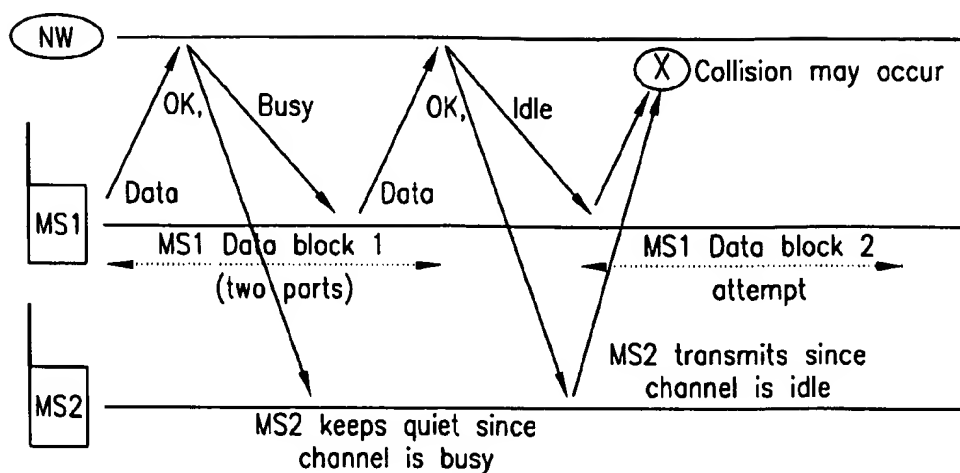 NW
Collision may occur
X
OK,
Busy
OK,
Idle
Data
Data
MS1
MS1 Data block 1
(two parts)
MS1 Data block 2
attempt
MS2 transmits since
channel is idle
MS2
MS2 keeps quiet since
channel is busy